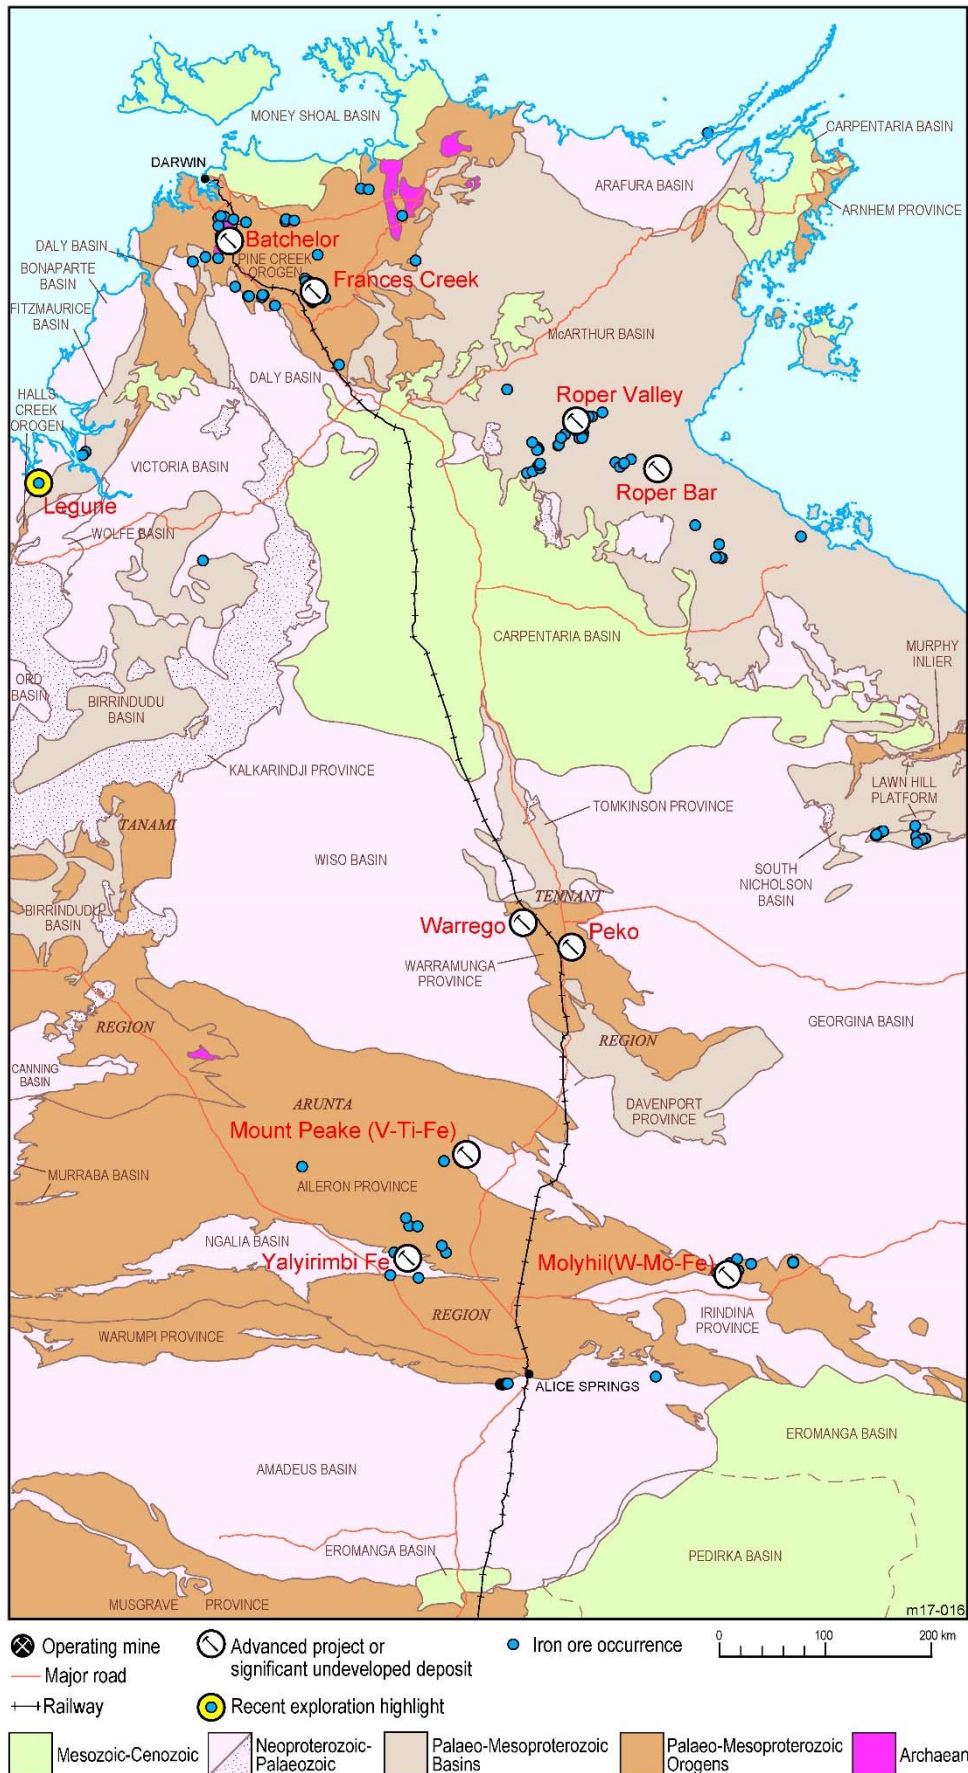 MONEY SHOAL BASIN
CARPENTARIA BASIN
DARWIN
ARAFURA BASIN
ARNHEM PROVINCE
DALY BASIN
Batchelor
BONAPARTE
BASIN
PINE CREEK
OROGEN
Frances Creek
FITZMAURICE
BASIN
McARTHUR BASIN
DALY BASIN
HALLS
CREEK
OROGEN
Roper Valley
VICTORIA BASIN
Roper Bar
Legune
WOLFE BASIN
CARPENTARIA BASIN
MURPHY
INLIER
ORD
BASIN
BIRRINDUDU
BASIN
KALKARINDJI PROVINCE
LAWN HILL
PLATFORM
TOMKINSON PROVINCE
TANAMI
WISO BASIN
SOUTH
NICHOLSON
BASIN
TENNANT
BIRRINDUDU
BASIN
Warrego
Peko
WARRAMUNGA
PROVINCE
GEORGINA BASIN
REGION
REGION
CANNING
BASIN
ARUNTA
DAVENPORT
PROVINCE
Mount Peake (V-Ti-Fe)
MURRABA BASIN
AILERON PROVINCE
NGALIA BASIN
Yalyirimbi Fe
Molyhil(W-Mo-Fe)
REGION
IRINDINA
PROVINCE
WARUMPI PROVINCE
ALICE SPRINGS
EROMANGA BASIN
AMADEUS BASIN
EROMANGA BASIN
PEDIRKA BASIN
MUSGRAVE PROVINCE
m17-016
Operating mine
Advanced project or
significant undeveloped deposit
Iron ore occurrence
0 100 200 km
Major road
Railway
Recent exploration highlight
Mesozoic-Cenozoic
Neoproterozoic-
Palaeozoic
Palaeo-Mesoproterozoic
Basins
Palaeo-Mesoproterozoic
Orogens
Archaean